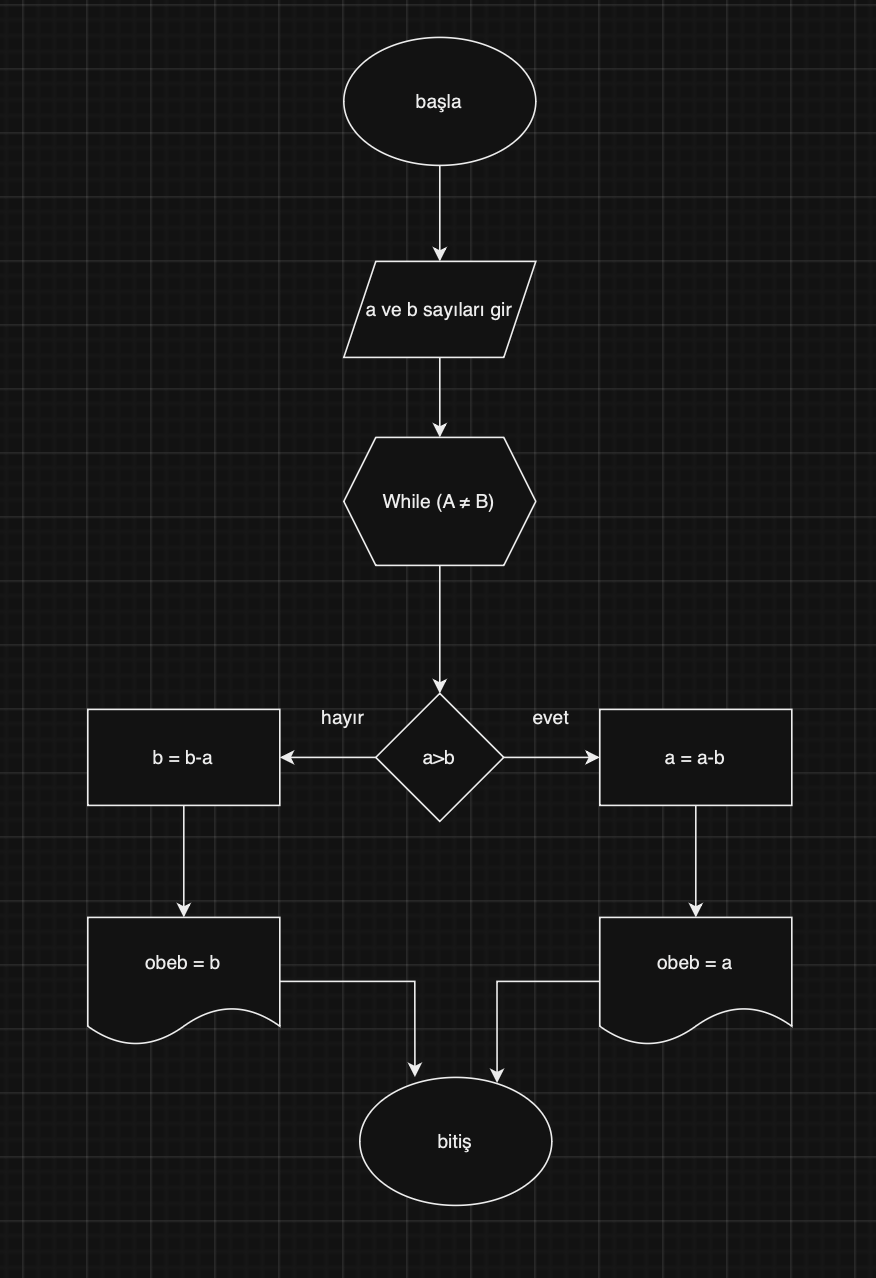 başla
a ve b sayıları gir
While (A ≠ B)
hayır
evet
b = b-a
a>b
a = a-b
obeb = b
obeb = a
bitiş